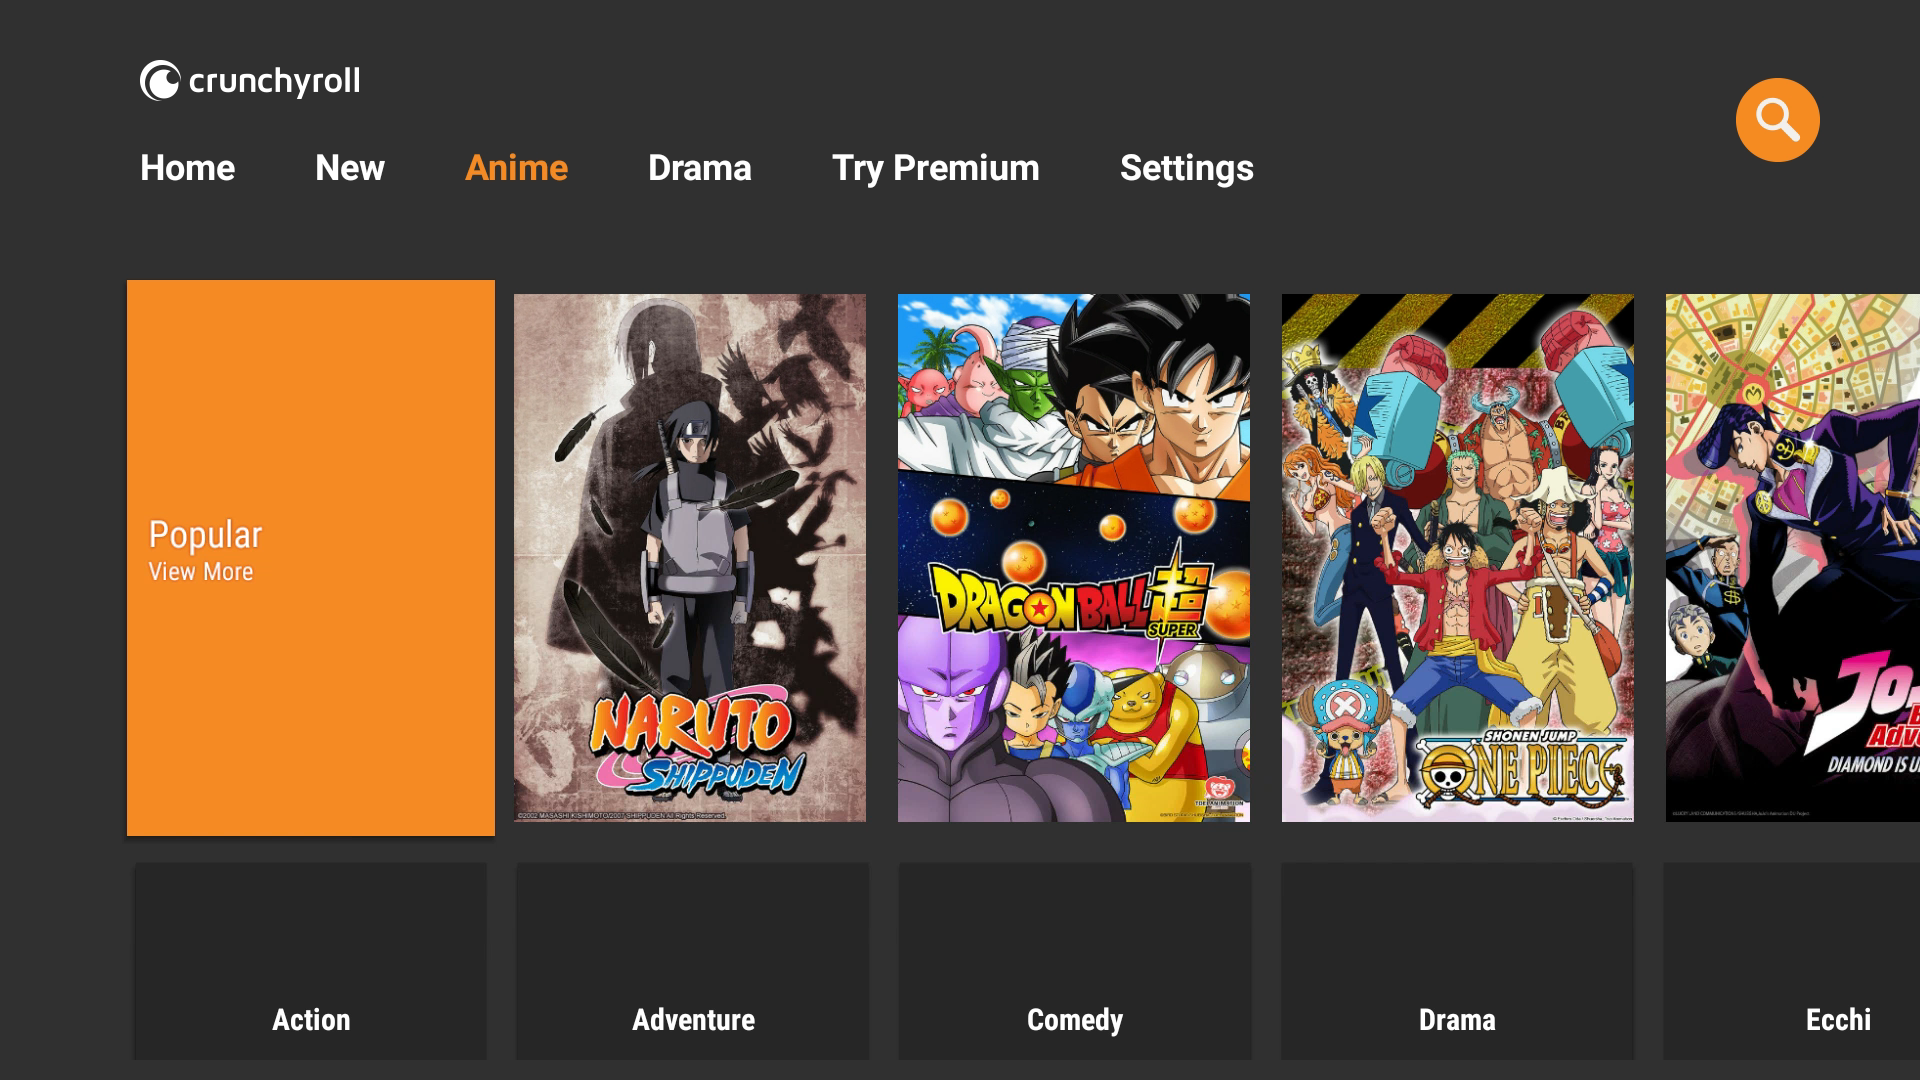 crunchyroll
Home New Anime Drama Try Premium Settings
Popular
View More
NARUTO
SHIPPUDEN
©2002 MASASHI KISHIMOTO/2007 SHIPPUDEN All Rights Reserved.
DRAGON BALL 超
SUPER
SHONEN JUMP
ONE PIECE
JO
Adv
DIAMOND IS U
Action
Adventure
Comedy
Drama
Ecchi